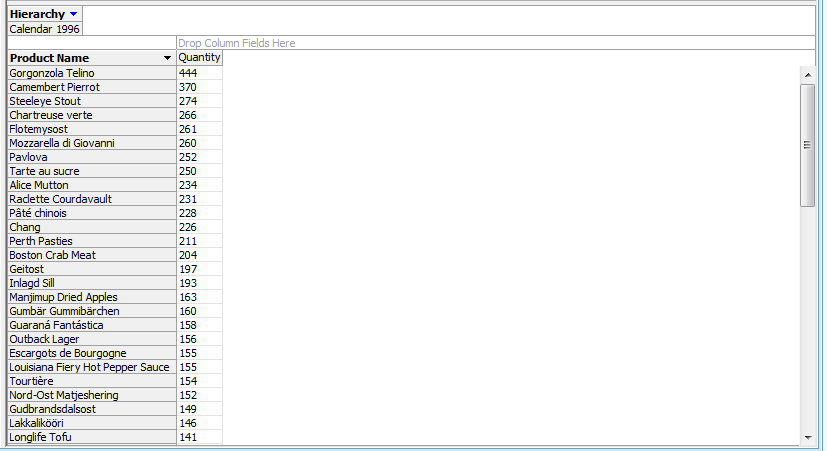 Hierarchy
Calendar 1996
Drop Column Fields Here
Product Name Quantity
Gorgonzola Telino 444
Camembert Pierrot 370
Steeleye Stout 274
Chartreuse verte 266
Flotemysost 261
Mozzarella di Giovanni 260
Pavlova 252
Tarte au sucre 250
Alice Mutton 234
Raclette Courdavault 231
Pâté chinois 228
Chang 226
Perth Pasties 211
Boston Crab Meat 204
Geitost 197
Inlagd Sill 193
Manjimup Dried Apples 163
Gumbär Gummibärchen 160
Guaraná Fantástica 158
Outback Lager 156
Escargots de Bourgogne 155
Louisiana Fiery Hot Pepper Sauce 155
Tourtière 154
Nord-Ost Matjeshering 152
Gudbrandsdalsost 149
Lakkalikööri 146
Longlife Tofu 141